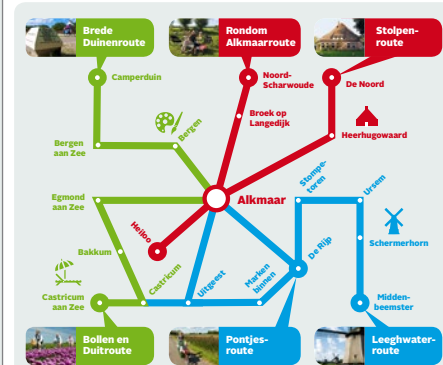 Brede
Duinenroute
Rondom
Alkmaarroute
Stolpen-
route
Camperduin
Noord-
Scharwoude
De Noord
Broek op
Langedijk
Bergen
Heerhugowaard
Bergen
aan Zee
Stompe-
toren
Ursem
Egmond
aan Zee
Alkmaar
Heiloo
Schermerhorn
De Rijp
Bakkum
Castricum
Uitgeest
Marken
binnen
Castricum
aan Zee
Midden-
beemster
Bollen en
Duitroute
Pontjes-
route
Leeghwater-
route